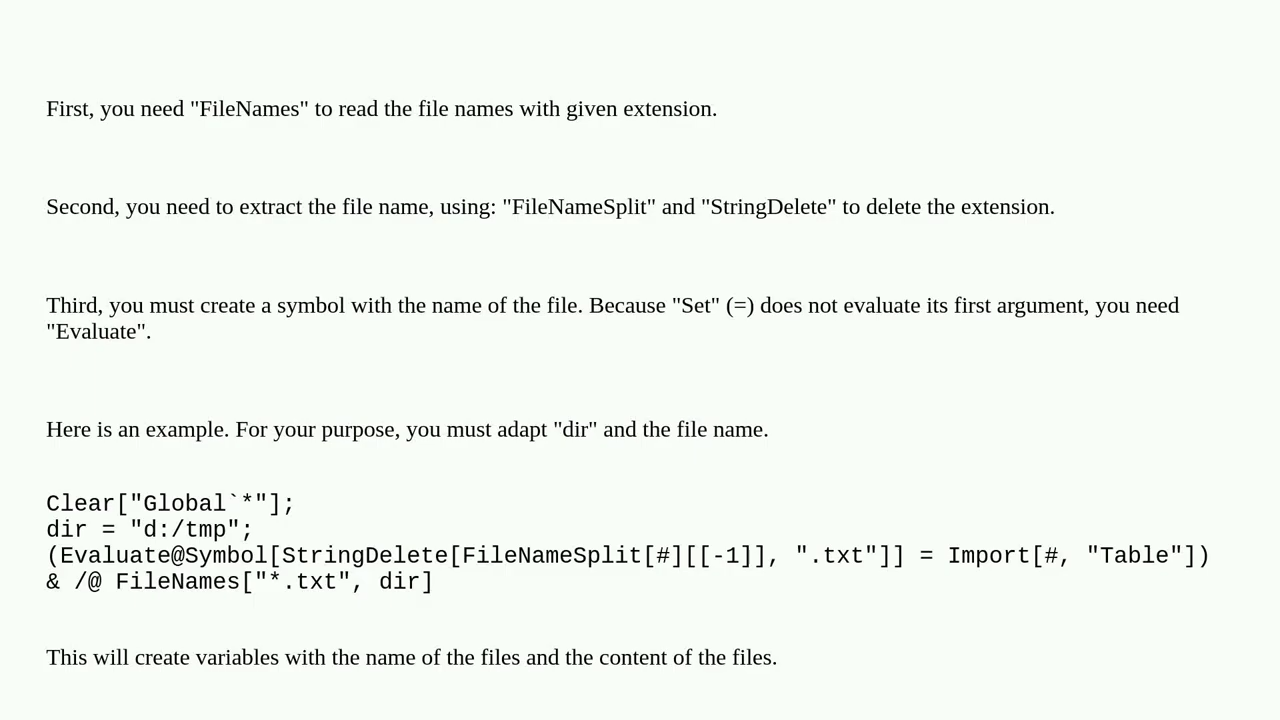 First, you need "FileNames" to read the file names with given extension.
Second, you need to extract the file name, using: "FileNameSplit" and "StringDelete" to delete the extension.
Third, you must create a symbol with the name of the file. Because "Set" (=) does not evaluate its first argument, you need
"Evaluate".
Here is an example. For your purpose, you must adapt "dir" and the file name.
Clear["Global`*"];
dir = "d:/tmp";
(Evaluate@Symbol[StringDelete[FileNameSplit[#][[-1]], ".txt"]] = Import[#, "Table"])
& /@ FileNames["*.txt", dir]
This will create variables with the name of the files and the content of the files.